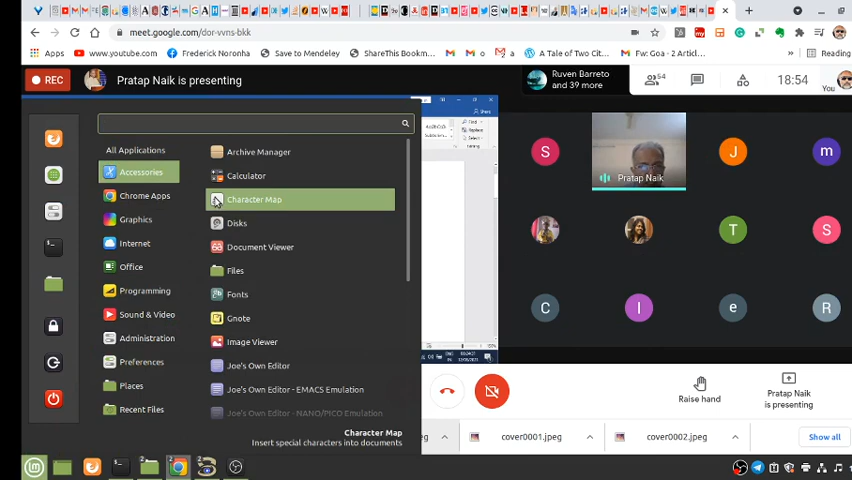 meet.google.com/dor-vvns-bkk
Apps
www.youtube.com
Frederick Noronha
Save to Mendeley
ShareThis Bookm...
A Tale of Two Cit...
Fw: Goa - 2 Articl...
Reading
REC
Pratap Naik is presenting
Ruven Barreto
and 39 more
54
18:54
You
All Applications
Accessories
Chrome Apps
Graphics
Internet
Office
Programming
Sound & Video
Administration
Preferences
Places
Recent Files
Archive Manager
Calculator
Character Map
Disks
Document Viewer
Files
Fonts
Gnote
Image Viewer
Joe's Own Editor
Joe's Own Editor - EMACS Emulation
Joe's Own Editor - NANO/PICO Emulation
Character Map
Insert special characters into documents
S
Pratap Naik
J
m
T
S
C
I
e
R
Raise hand
Pratap Naik
is presenting
cover0001.jpeg
cover0002.jpeg
Show all